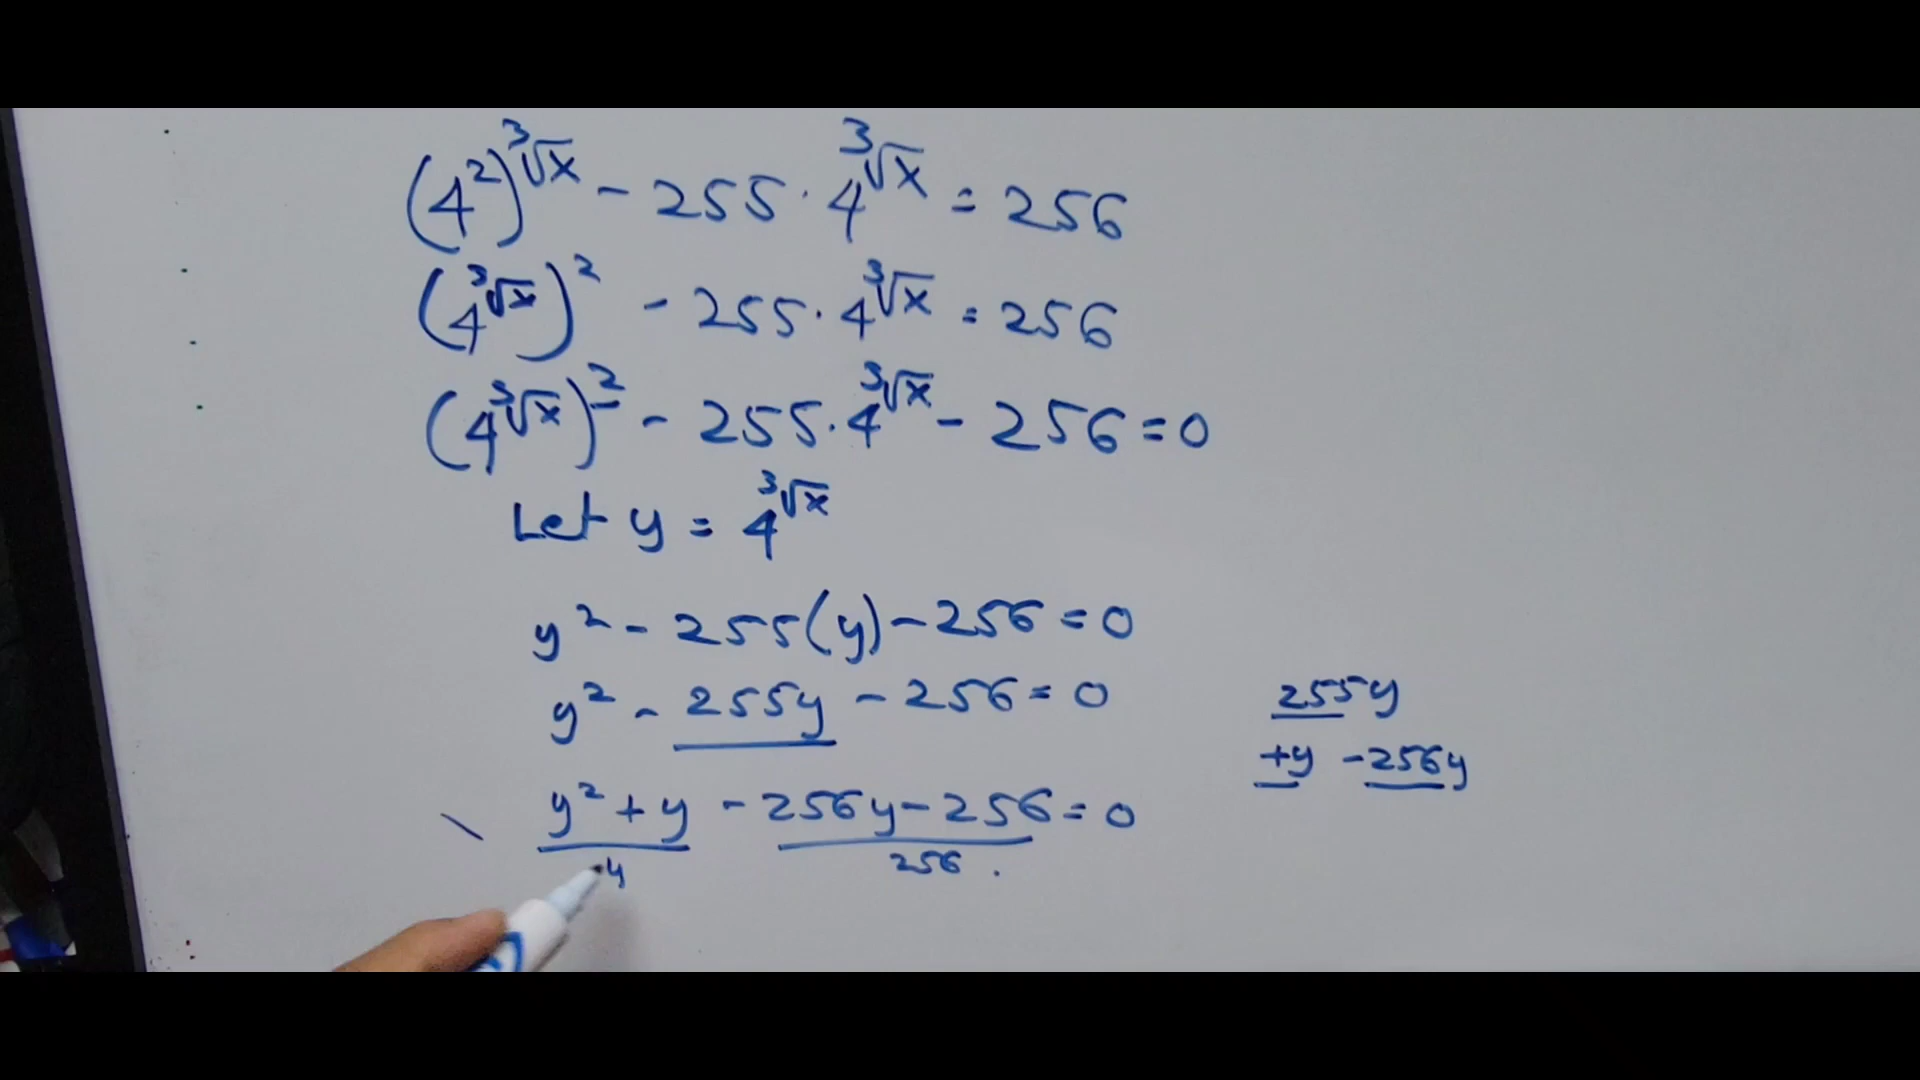 (4²)^∛x - 255 · 4^∛x = 256
(4^∛x)² - 255 · 4^∛x = 256
(4^∛x)² - 255 · 4^∛x - 256 = 0
Let y = 4^∛x
y² - 255(y) - 256 = 0
y² - 255y - 256 = 0
255y
+y -256y
y² + y - 256y - 256 = 0
y 256